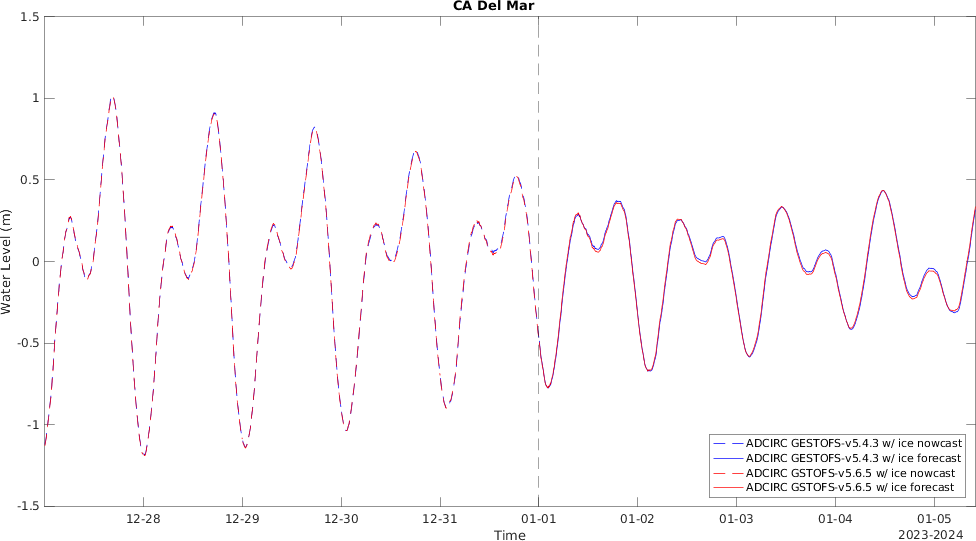 CA Del Mar
1.5
1
0.5
0
-0.5
-1
-1.5
Water Level (m)
12-28
12-29
12-30
12-31
01-01
01-02
01-03
01-04
01-05
Time
2023-2024
ADCIRC GESTOFS-v5.4.3 w/ ice nowcast
ADCIRC GESTOFS-v5.4.3 w/ ice forecast
ADCIRC GSTOFS-v5.6.5 w/ ice nowcast
ADCIRC GSTOFS-v5.6.5 w/ ice forecast